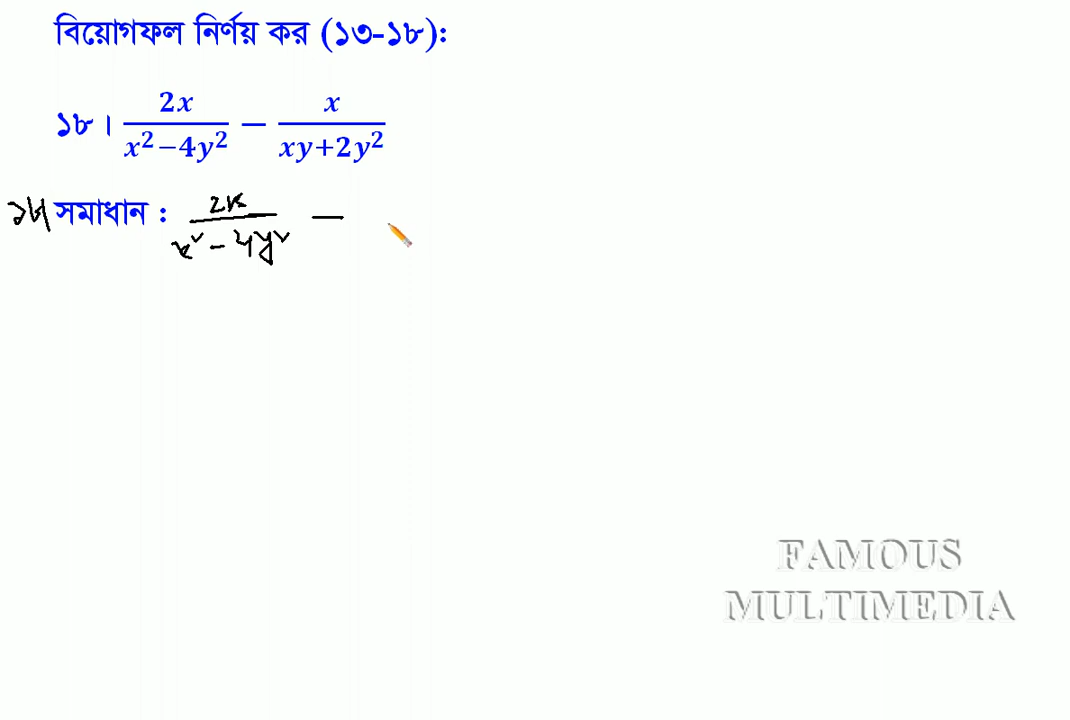 বিয়োগফল নির্ণয় কর (১৩-১৮):
১৮। 2x/(x²−4y²) − x/(xy+2y²)
১৮। সমাধান : 2x/(x² − 4y²) −
FAMOUS
MULTIMEDIA